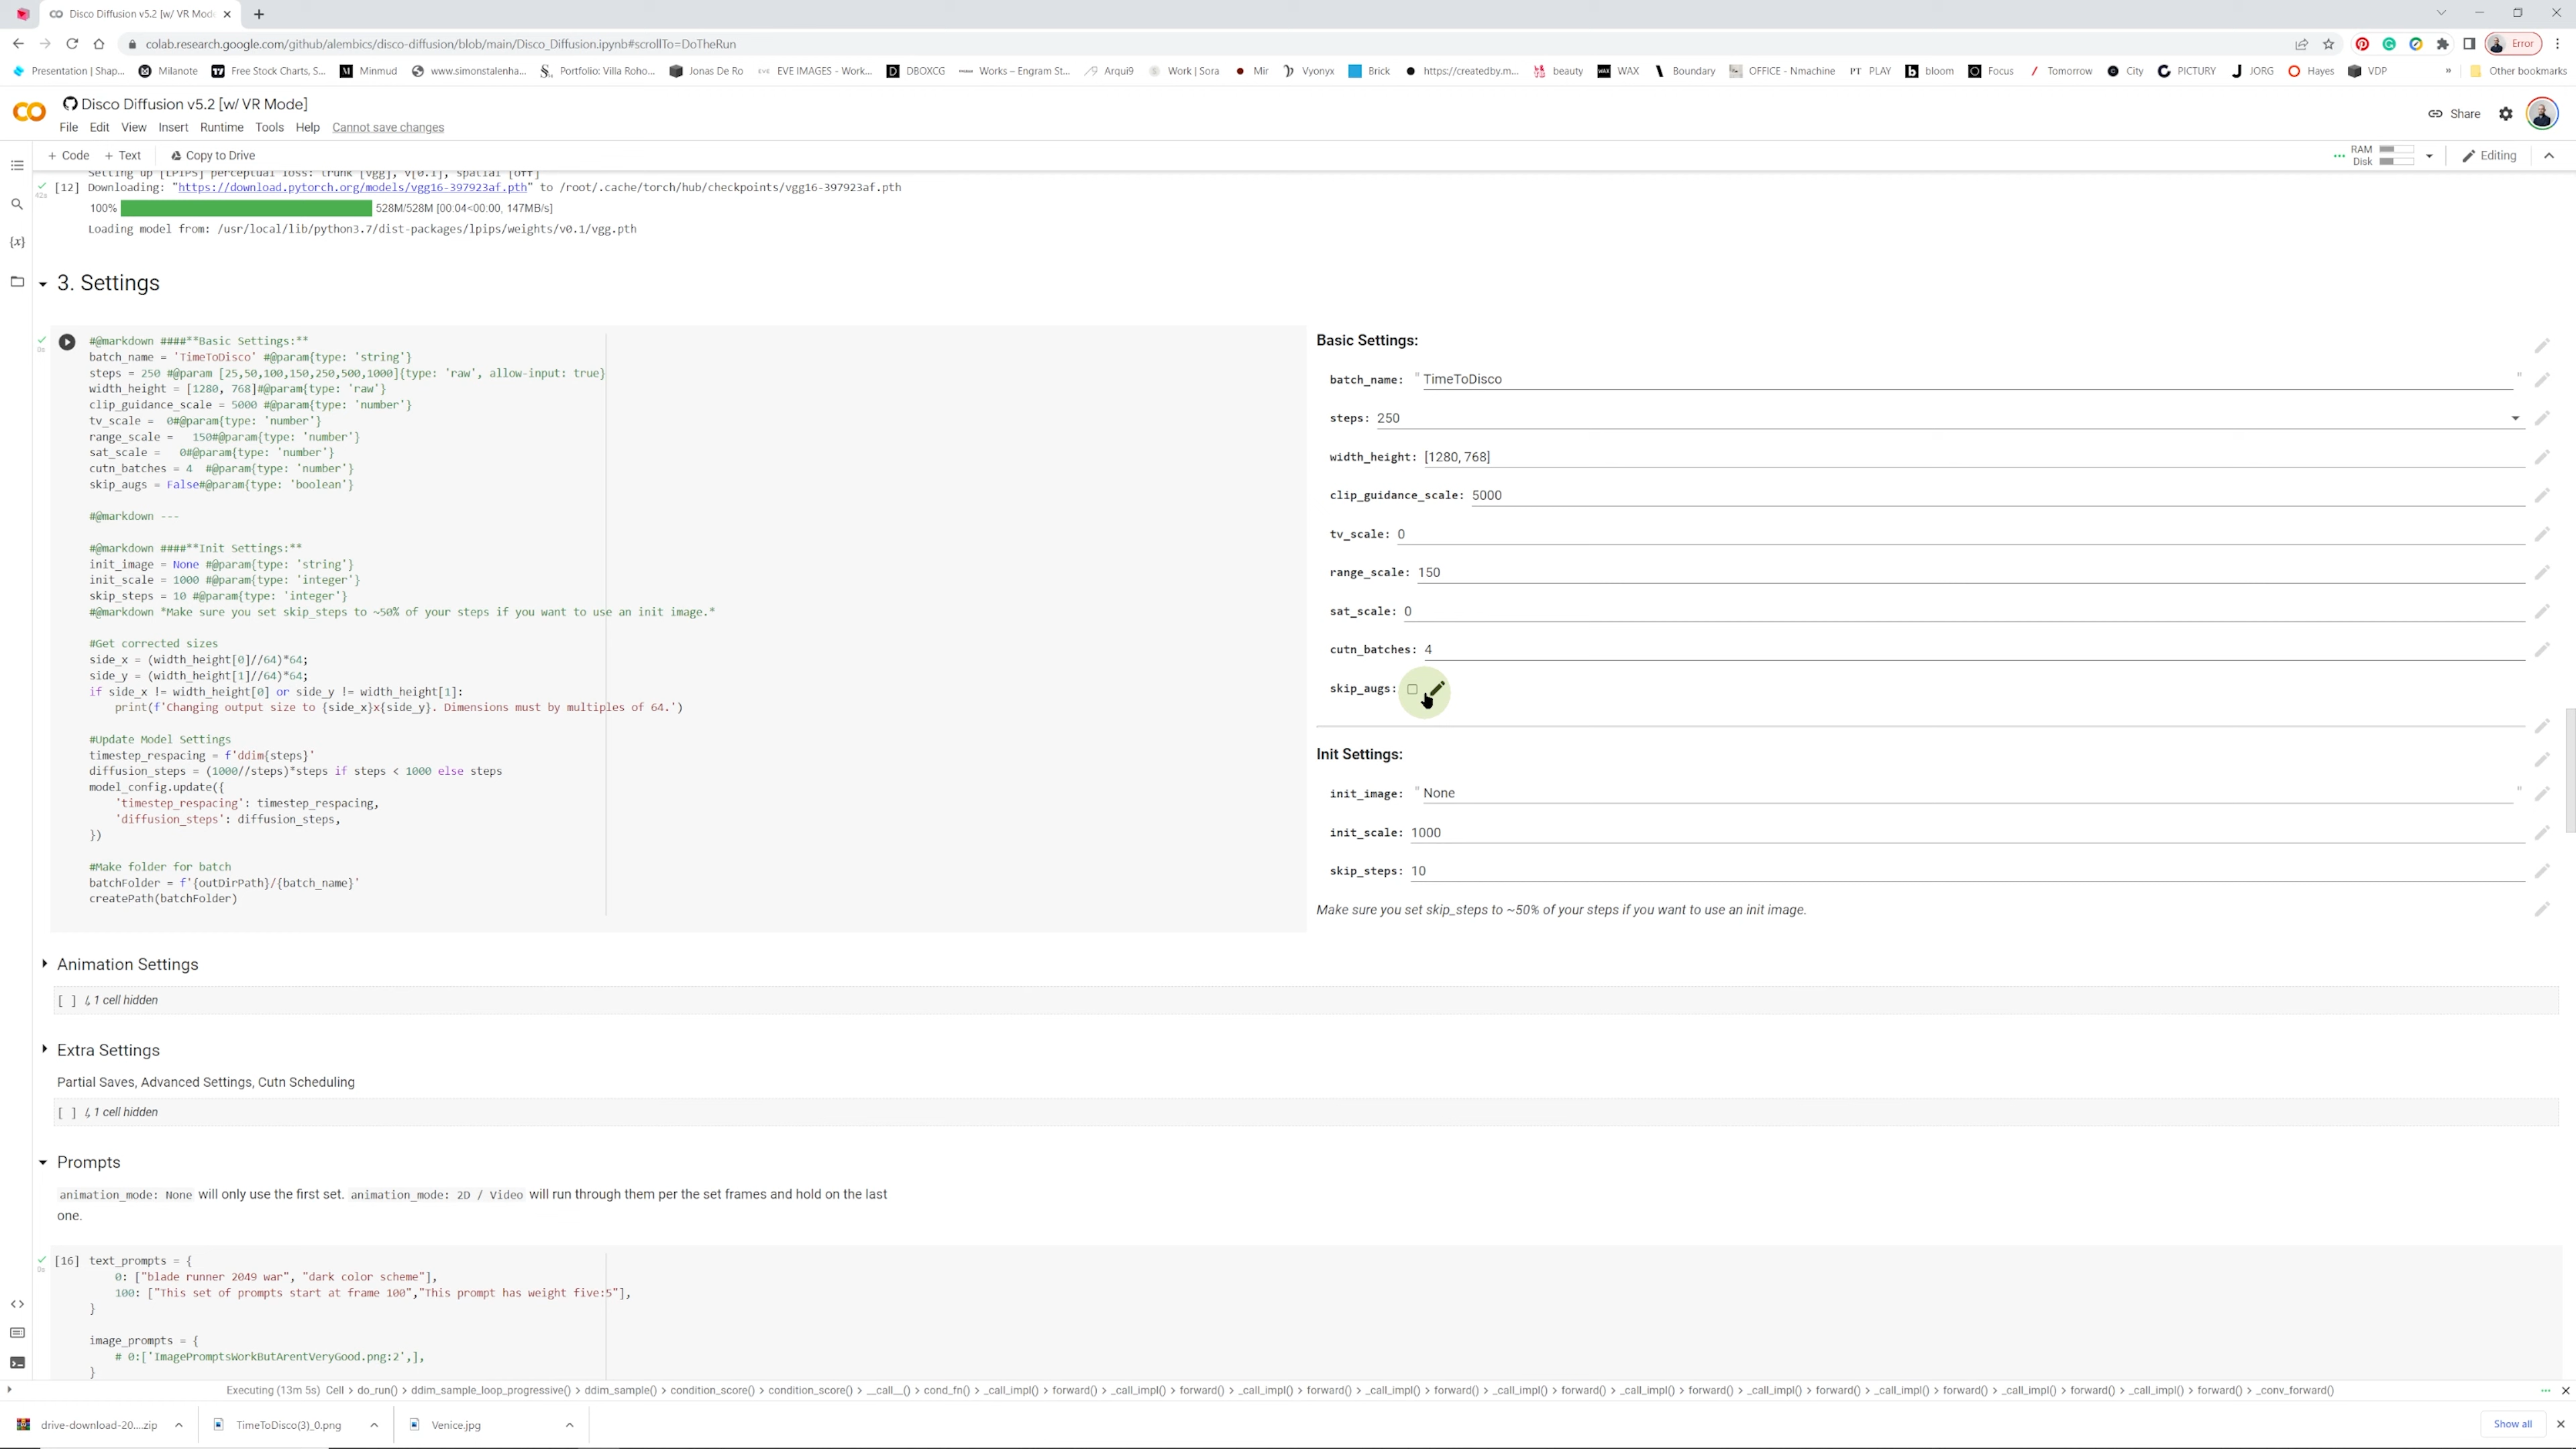 Disco Diffusion v5.2 [w/ VR Mod
colab.research.google.com/github/alembics/disco-diffusion/blob/main/Disco_Diffusion.ipynb#scrollTo=DoTheRun
Error
Presentation | Shap... Milanote Free Stock Charts, S... Minmud www.simonstalenha... Portfolio: Villa Roho... Jonas De Ro EVE IMAGES - Work... DBOXCG Works – Engram St... Arqui9 Work | Sora Mir Vyonyx Brick https://createdby.m... beauty WAX Boundary OFFICE - Nmachine PLAY bloom Focus Tomorrow City PICTURY JORG Hayes VDP » Other bookmarks
Disco Diffusion v5.2 [w/ VR Mode]
File Edit View Insert Runtime Tools Help Cannot save changes
Share
+ Code + Text Copy to Drive
RAM
Disk
Editing
Setting up [LPIPS] perceptual loss: trunk [vgg], v[0.1], spatial [off]
[12] Downloading: "https://download.pytorch.org/models/vgg16-397923af.pth" to /root/.cache/torch/hub/checkpoints/vgg16-397923af.pth
42s
100% 528M/528M [00:04<00:00, 147MB/s]
Loading model from: /usr/local/lib/python3.7/dist-packages/lpips/weights/v0.1/vgg.pth
3. Settings
0s
#@markdown ####**Basic Settings:**
batch_name = 'TimeToDisco' #@param{type: 'string'}
steps = 250 #@param [25,50,100,150,250,500,1000]{type: 'raw', allow-input: true}
width_height = [1280, 768]#@param{type: 'raw'}
clip_guidance_scale = 5000 #@param{type: 'number'}
tv_scale = 0#@param{type: 'number'}
range_scale = 150#@param{type: 'number'}
sat_scale = 0#@param{type: 'number'}
cutn_batches = 4 #@param{type: 'number'}
skip_augs = False#@param{type: 'boolean'}
#@markdown ---
#@markdown ####**Init Settings:**
init_image = None #@param{type: 'string'}
init_scale = 1000 #@param{type: 'integer'}
skip_steps = 10 #@param{type: 'integer'}
#@markdown *Make sure you set skip_steps to ~50% of your steps if you want to use an init image.*
#Get corrected sizes
side_x = (width_height[0]//64)*64;
side_y = (width_height[1]//64)*64;
if side_x != width_height[0] or side_y != width_height[1]:
print(f'Changing output size to {side_x}x{side_y}. Dimensions must by multiples of 64.')
#Update Model Settings
timestep_respacing = f'ddim{steps}'
diffusion_steps = (1000//steps)*steps if steps < 1000 else steps
model_config.update({
'timestep_respacing': timestep_respacing,
'diffusion_steps': diffusion_steps,
})
#Make folder for batch
batchFolder = f'{outDirPath}/{batch_name}'
createPath(batchFolder)
Basic Settings:
batch_name: " TimeToDisco "
steps: 250
width_height: [1280, 768]
clip_guidance_scale: 5000
tv_scale: 0
range_scale: 150
sat_scale: 0
cutn_batches: 4
skip_augs:
Init Settings:
init_image: " None "
init_scale: 1000
skip_steps: 10
Make sure you set skip_steps to ~50% of your steps if you want to use an init image.
Animation Settings
[ ] ↳ 1 cell hidden
Extra Settings
Partial Saves, Advanced Settings, Cutn Scheduling
[ ] ↳ 1 cell hidden
Prompts
animation_mode: None will only use the first set. animation_mode: 2D / Video will run through them per the set frames and hold on the last
one.
[16] text_prompts = {
0s
0: ["blade runner 2049 war", "dark color scheme"],
100: ["This set of prompts start at frame 100","This prompt has weight five:5"],
}
image_prompts = {
# 0:['ImagePromptsWorkButArentVeryGood.png:2',],
}
Executing (13m 5s) Cell > do_run() > ddim_sample_loop_progressive() > ddim_sample() > condition_score() > condition_score() > __call__() > cond_fn() > _call_impl() > forward() > _call_impl() > forward() > _call_impl() > forward() > _call_impl() > forward() > _call_impl() > forward() > _call_impl() > forward() > _call_impl() > forward() > _call_impl() > forward() > _call_impl() > forward() > _call_impl() > forward() > _conv_forward()
drive-download-20....zip TimeToDisco(3)_0.png Venice.jpg Show all